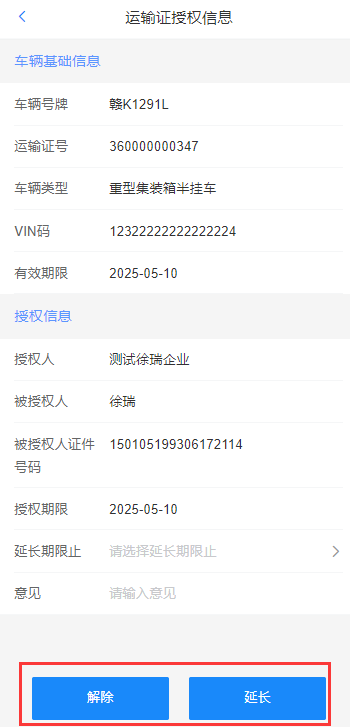 运输证授权信息
车辆基础信息
车辆号牌 赣K1291L
运输证号 360000000347
车辆类型 重型集装箱半挂车
VIN码 12322222222222224
有效期限 2025-05-10
授权信息
授权人 测试徐瑞企业
被授权人 徐瑞
被授权人证件 150105199306172114
号码
授权期限 2025-05-10
延长期限止 请选择延长期限止
意见 请输入意见
解除 延长